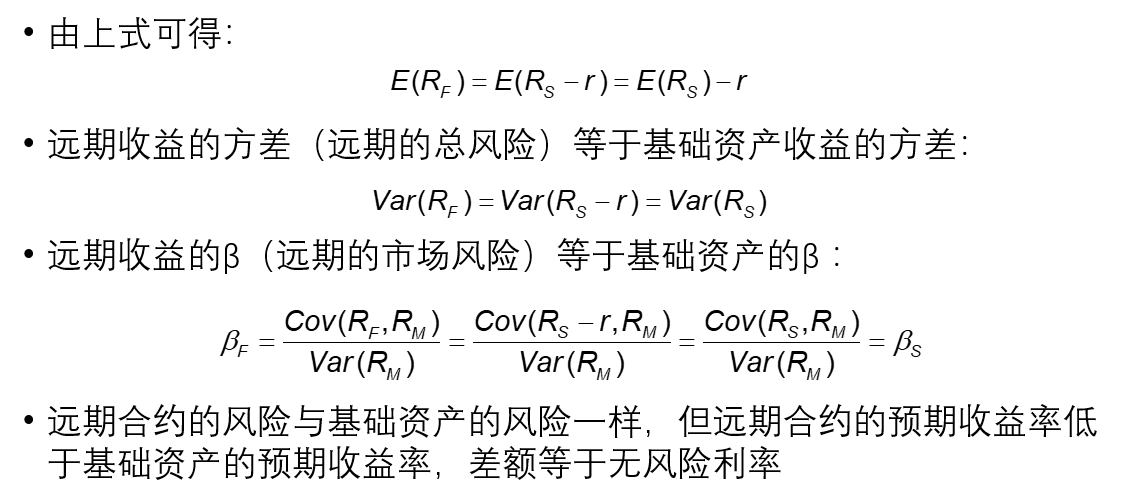 • 由上式可得：
E(R_F) = E(R_S − r) = E(R_S) − r
• 远期收益的方差（远期的总风险）等于基础资产收益的方差：
Var(R_F) = Var(R_S − r) = Var(R_S)
• 远期收益的β（远期的市场风险）等于基础资产的β：
β_F = Cov(R_F, R_M) / Var(R_M) = Cov(R_S − r, R_M) / Var(R_M) = Cov(R_S, R_M) / Var(R_M) = β_S
• 远期合约的风险与基础资产的风险一样，但远期合约的预期收益率低
于基础资产的预期收益率，差额等于无风险利率